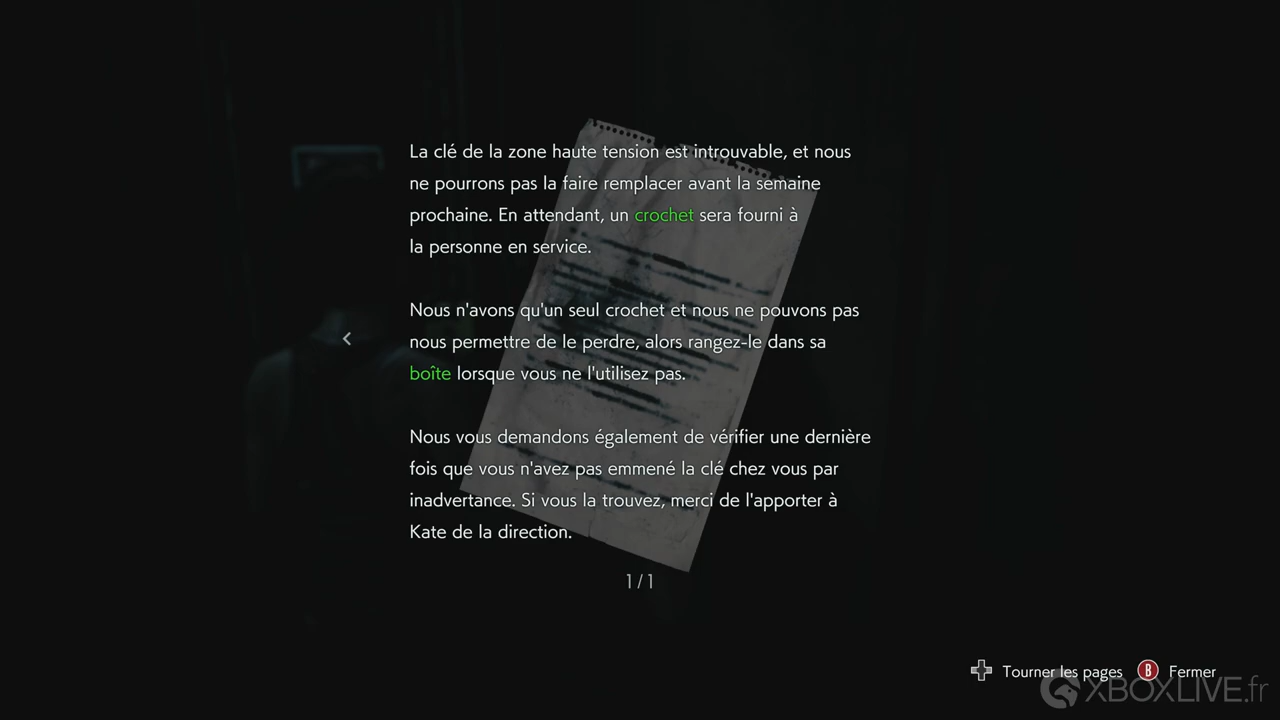 La clé de la zone haute tension est introuvable, et nous
ne pourrons pas la faire remplacer avant la semaine
prochaine. En attendant, un crochet sera fourni à
la personne en service.
Nous n'avons qu'un seul crochet et nous ne pouvons pas
nous permettre de le perdre, alors rangez-le dans sa
boîte lorsque vous ne l'utilisez pas.
Nous vous demandons également de vérifier une dernière
fois que vous n'avez pas emmené la clé chez vous par
inadvertance. Si vous la trouvez, merci de l'apporter à
Kate de la direction.
1 / 1
Tourner les pages B Fermer
XBOXLIVE.fr